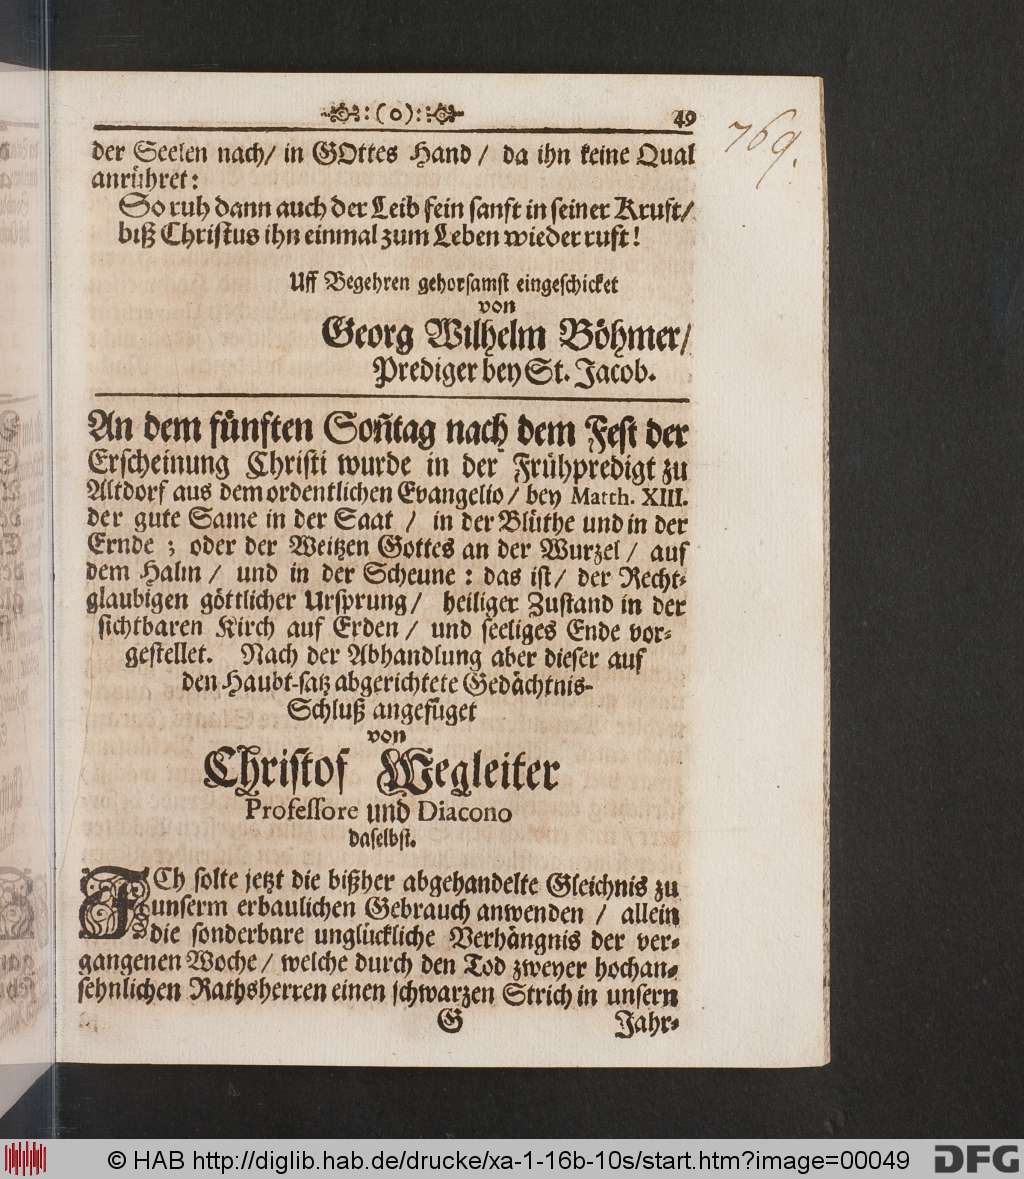 :(o): 49
769.
der Seelen nach/ in GOttes Hand / da ihn keine Qual
anrühret:
So ruh dann auch der Leib fein sanft in seiner Kruft/
biß Christus ihn einmal zum Leben wieder ruft!
Uff Begehren gehorsamst eingeschicket
von
Georg Wilhelm Böhmer/
Prediger bey St. Jacob.
An dem fünften Soñtag nach dem Fest der
Erscheinung Christi wurde in der Frühpredigt zu
Altdorf aus dem ordentlichen Evangelio / bey Matth. XIII.
der gute Same in der Saat / in der Blüthe und in der
Ernde ; oder der Weitzen Gottes an der Wurzel / auf
dem Halm / und in der Scheune : das ist / der Recht-
glaubigen göttlicher Ursprung / heiliger Zustand in der
sichtbaren Kirch auf Erden / und seeliges Ende vor-
gestellet. Nach der Abhandlung aber dieser auf
den Haubt-satz abgerichtete Gedächtnis-
Schluß angefüget
von
Christof Wegleiter
Professore und Diacono
daselbst.
ICh solte jetzt die bißher abgehandelte Gleichnis zu
unserm erbaulichen Gebrauch anwenden / allein
die sonderbare unglückliche Verhängnis der ver-
gangenen Woche / welche durch den Tod zweyer hochan-
sehnlichen Rathsherren einen schwarzen Strich in unsern
G Jahr-
© HAB http://diglib.hab.de/drucke/xa-1-16b-10s/start.htm?image=00049 DFG